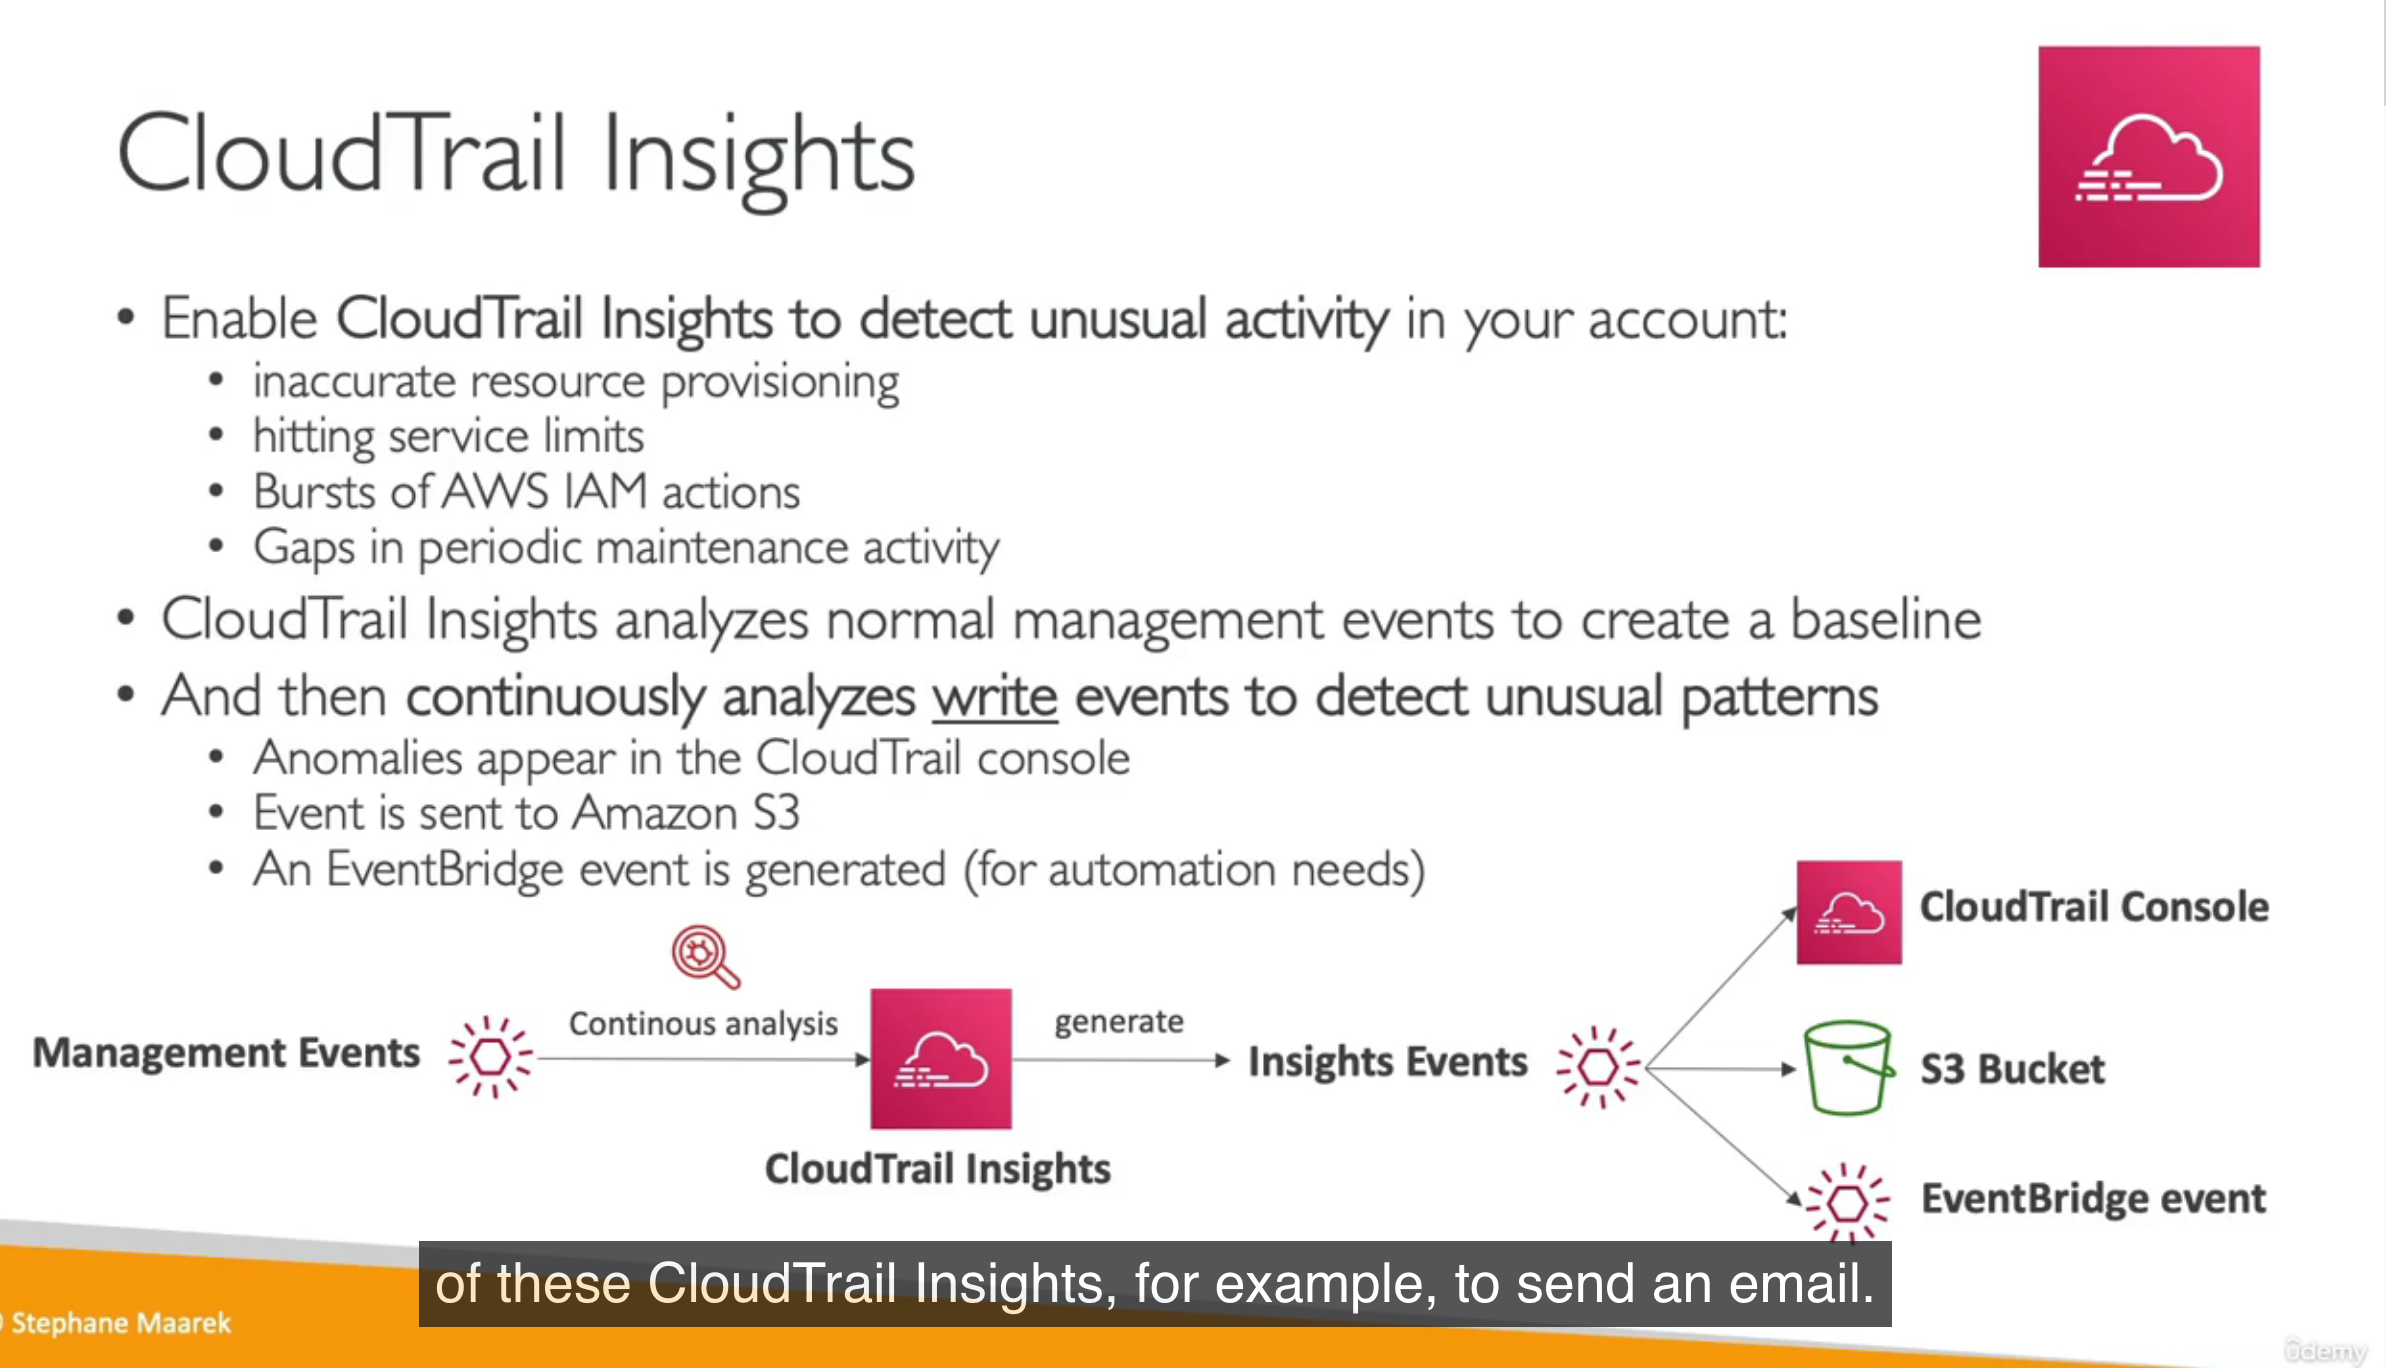 CloudTrail Insights
• Enable CloudTrail Insights to detect unusual activity in your account:
• inaccurate resource provisioning
• hitting service limits
• Bursts of AWS IAM actions
• Gaps in periodic maintenance activity
• CloudTrail Insights analyzes normal management events to create a baseline
• And then continuously analyzes write events to detect unusual patterns
• Anomalies appear in the CloudTrail console
• Event is sent to Amazon S3
• An EventBridge event is generated (for automation needs)
Management Events
Continous analysis
CloudTrail Insights
generate
Insights Events
CloudTrail Console
S3 Bucket
EventBridge event
of these CloudTrail Insights, for example, to send an email.
Stephane Maarek
ûdemy